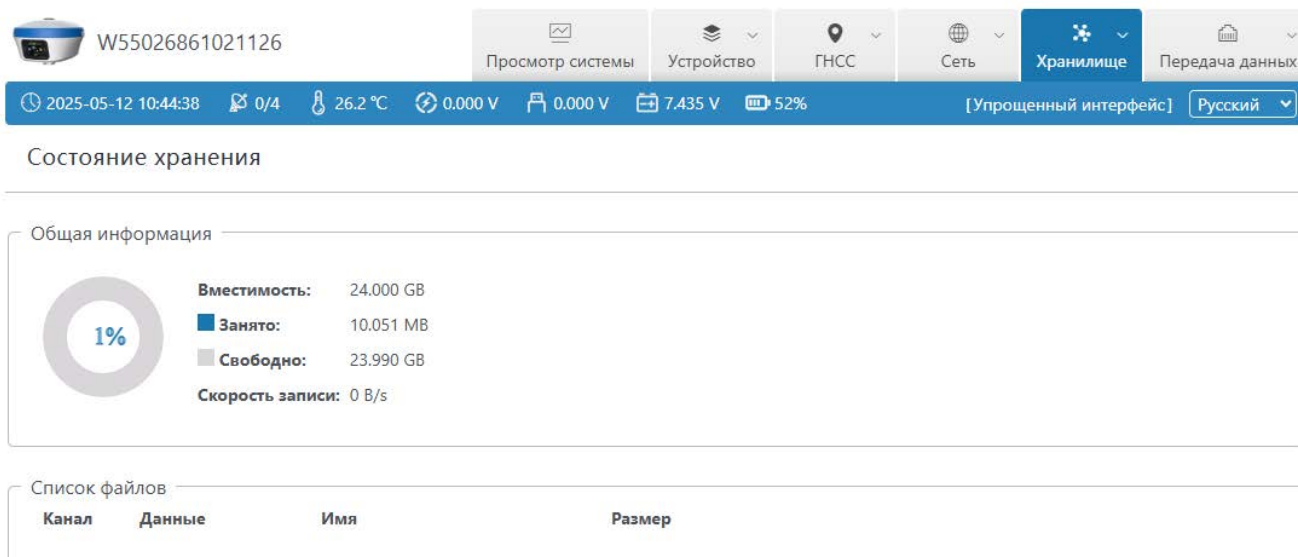 W55026861021126
Просмотр системы Устройство ГНСС Сеть Хранилище Передача данных
2025-05-12 10:44:38 0/4 26.2 ℃ 0.000 V 0.000 V 7.435 V 52% [Упрощенный интерфейс] Русский
Состояние хранения
Общая информация
Вместимость: 24.000 GB
1%
Занято: 10.051 MB
Свободно: 23.990 GB
Скорость записи: 0 B/s
Список файлов
Канал Данные Имя Размер